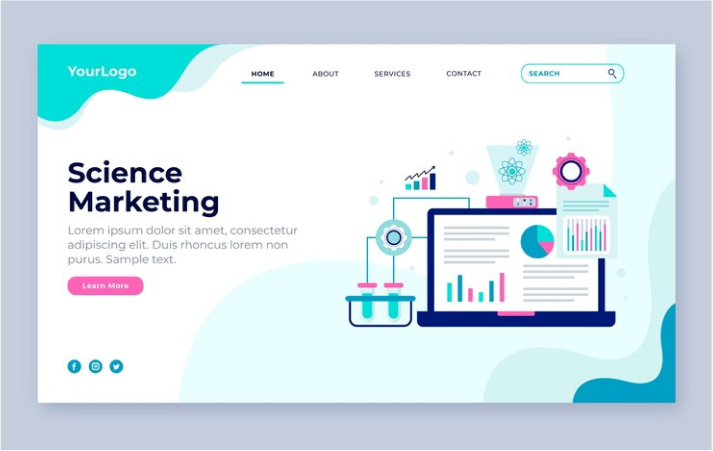 YourLogo
HOME
ABOUT
SERVICES
CONTACT
SEARCH
Science
Marketing
Lorem ipsum dolor sit amet, consectetur
adipiscing elit. Duis rhoncus lorem non
purus. Sample text.
Learn More